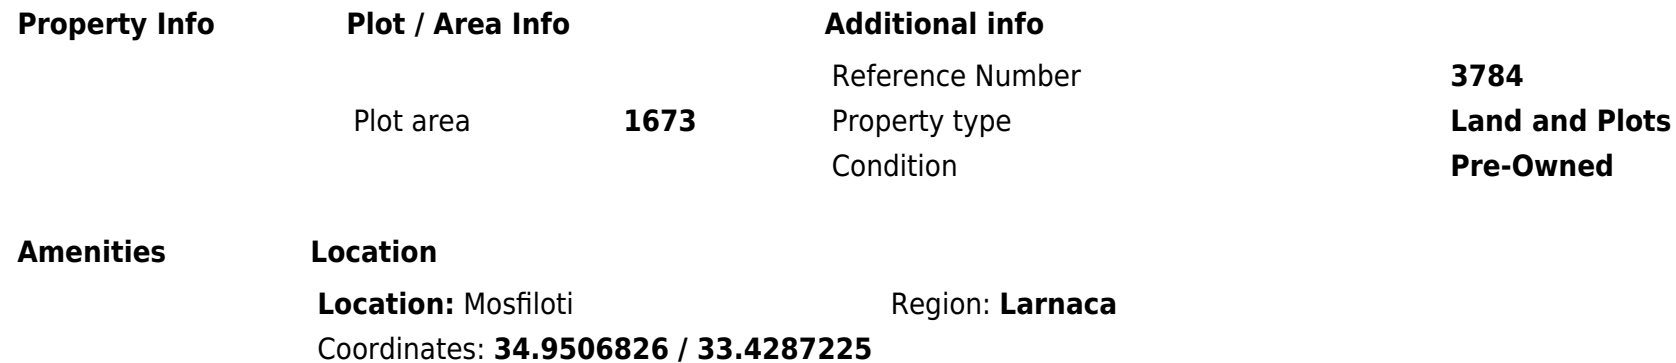 Property Info Plot / Area Info Additional info
Reference Number 3784
Plot area 1673 Property type Land and Plots
Condition Pre-Owned
Amenities Location
Location: Mosfiloti Region: Larnaca
Coordinates: 34.9506826 / 33.4287225